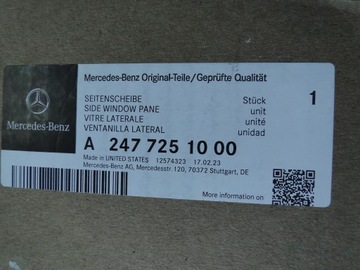 Mercedes-Benz Original-Teile/Geprüfte Qualität
Mercedes-Benz
SEITENSCHEIBE
SIDE WINDOW PANE
VITRE LATERALE
VENTANILLA LATERAL
Stück
unit
unité
unidad
1
A 247 725 10 00
Made in UNITED STATES 12574323 17.02.23
Mercedes-Benz AG, Mercedesstr. 120, 70372 Stuttgart, DE
More information on